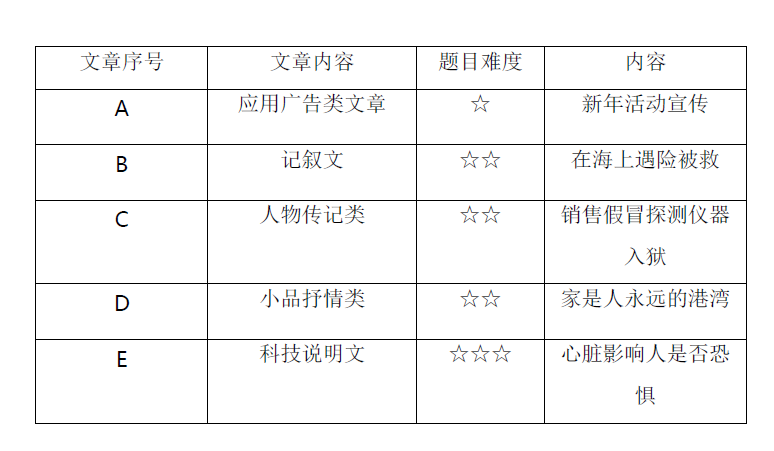 文章序号 文章内容 题目难度 内容
A 应用广告类文章 ☆ 新年活动宣传
B 记叙文 ☆☆ 在海上遇险被救
C 人物传记类 ☆☆ 销售假冒探测仪器
入狱
D 小品抒情类 ☆☆ 家是人永远的港湾
E 科技说明文 ☆☆☆ 心脏影响人是否恐
惧